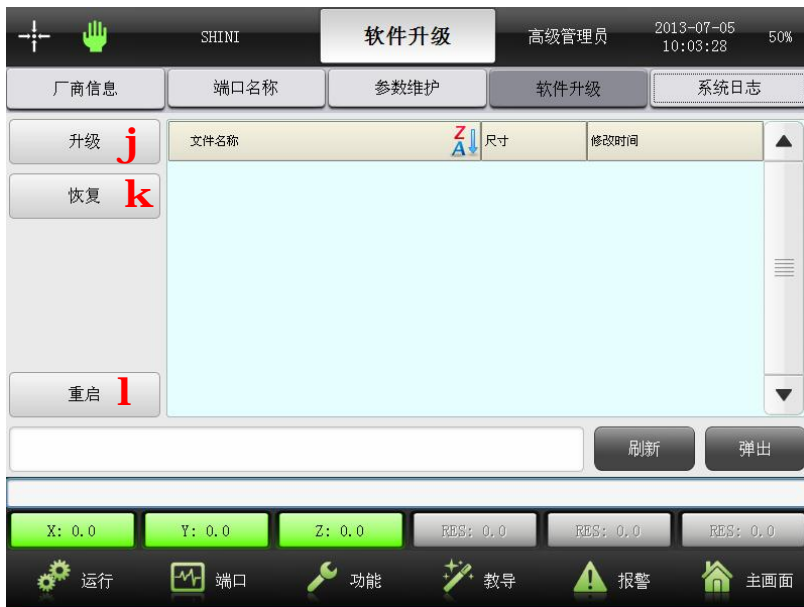 SHINI 软件升级 高级管理员 2013-07-05 50%
10:03:28
厂商信息 端口名称 参数维护 软件升级 系统日志
升级 j 文件名称 Z A 尺寸 修改时间
恢复 k
重启 l
刷新 弹出
X: 0.0 Y: 0.0 Z: 0.0 RES: 0.0 RES: 0.0 RES: 0.0
运行 端口 功能 教导 报警 主画面